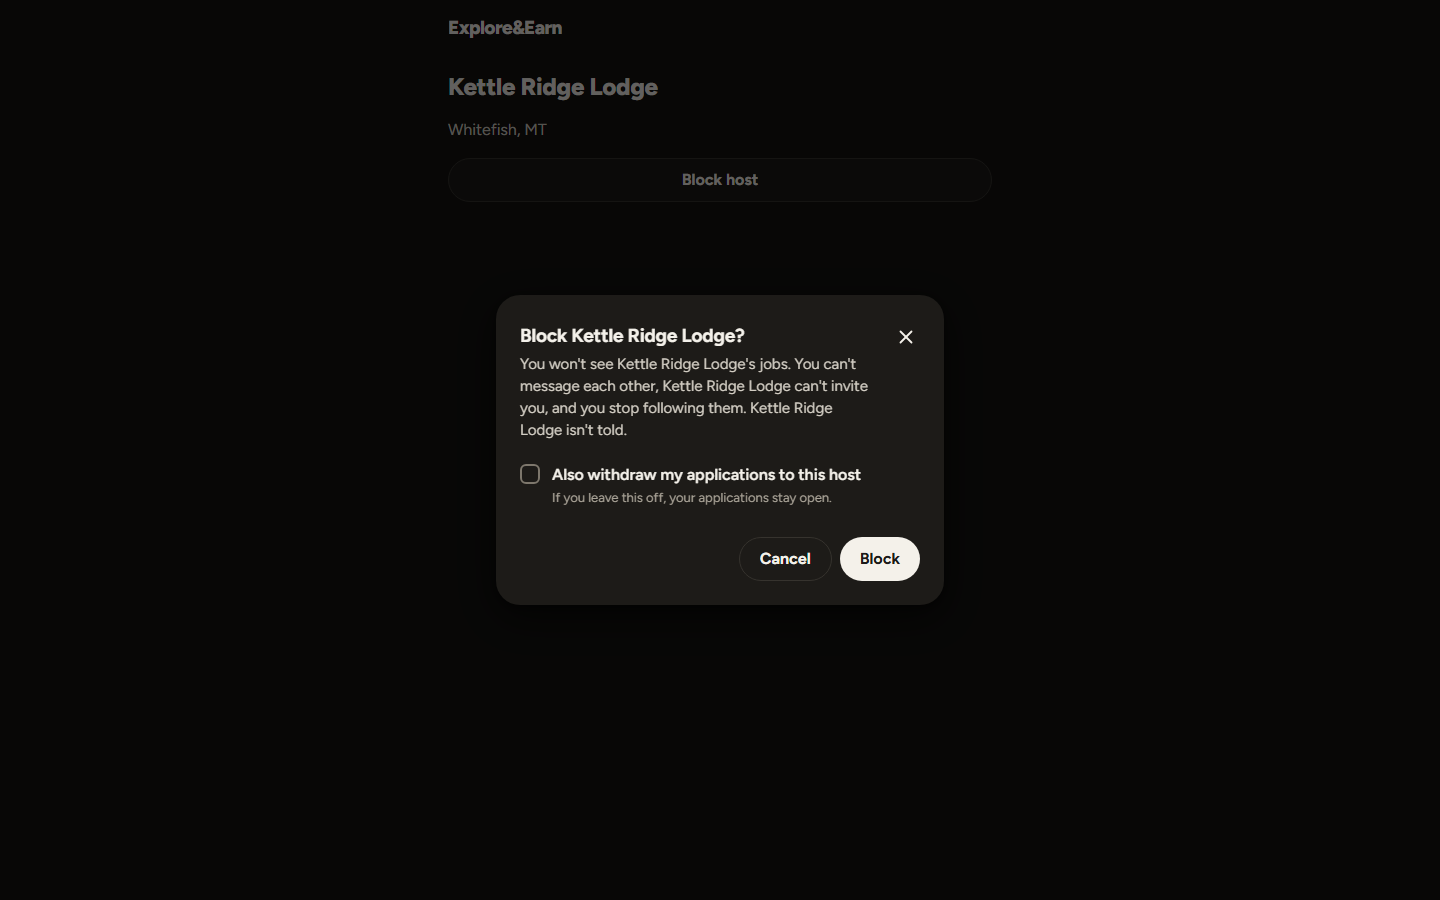 Explore&Earn
Kettle Ridge Lodge
Whitefish, MT
Block host
Block Kettle Ridge Lodge?
You won't see Kettle Ridge Lodge's jobs. You can't
message each other, Kettle Ridge Lodge can't invite
you, and you stop following them. Kettle Ridge
Lodge isn't told.
Also withdraw my applications to this host
If you leave this off, your applications stay open.
Cancel
Block